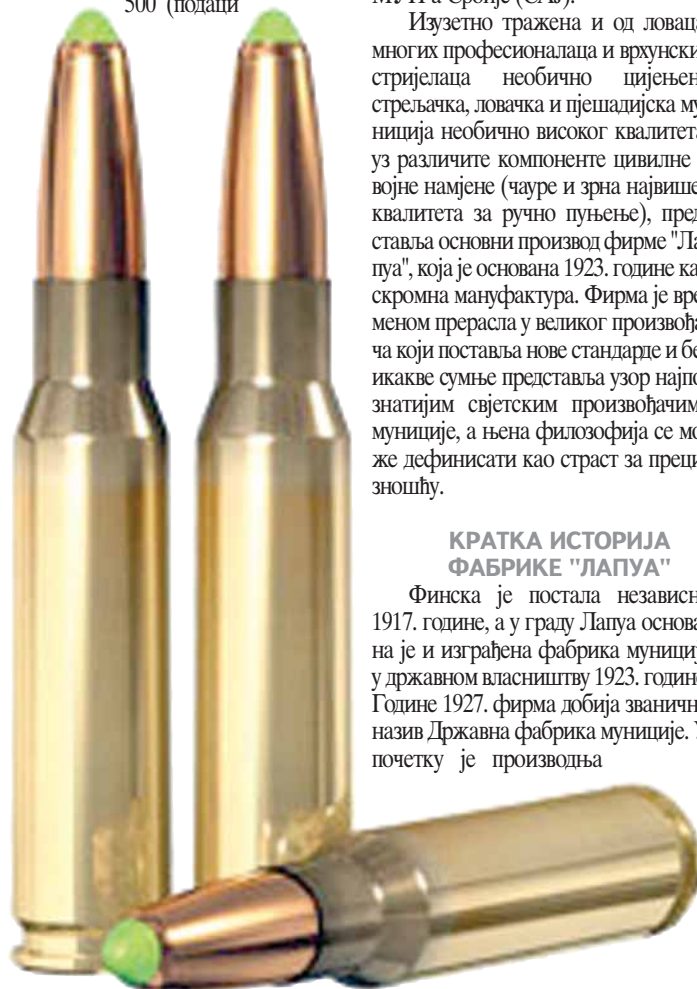 500 (подаци
МУП-а Србије (САЈ).
Изузетно тражена и од ловаца,
многих професионалаца и врхунски
стријелаца необично цијењен
стрељачка, ловачка и пјешадијска му
ниција необично високог квалитета
уз различите компоненте цивилне
војне намјене (чауре и зрна највише
квалитета за ручно пуњење), пред
ставља основни производ фирме "Ла
пуа", која је основана 1923. године ка
скромна мануфактура. Фирма је вре
меном прерасла у великог произвођа
ча који поставља нове стандарде и бе
икакве сумње представља узор најпо
знатијим свјетским произвођачим
муниције, а њена филозофија се мо
же дефинисати као страст за преци
зношћу.
КРАТКА ИСТОРИЈА
ФАБРИКЕ "ЛАПУА"
Финска је постала независн
1917. године, а у граду Лапуа основа
на је и изграђена фабрика муниције
у државном власништву 1923. године
Године 1927. фирма добија званичн
назив Државна фабрика муниције. У
почетку је производња